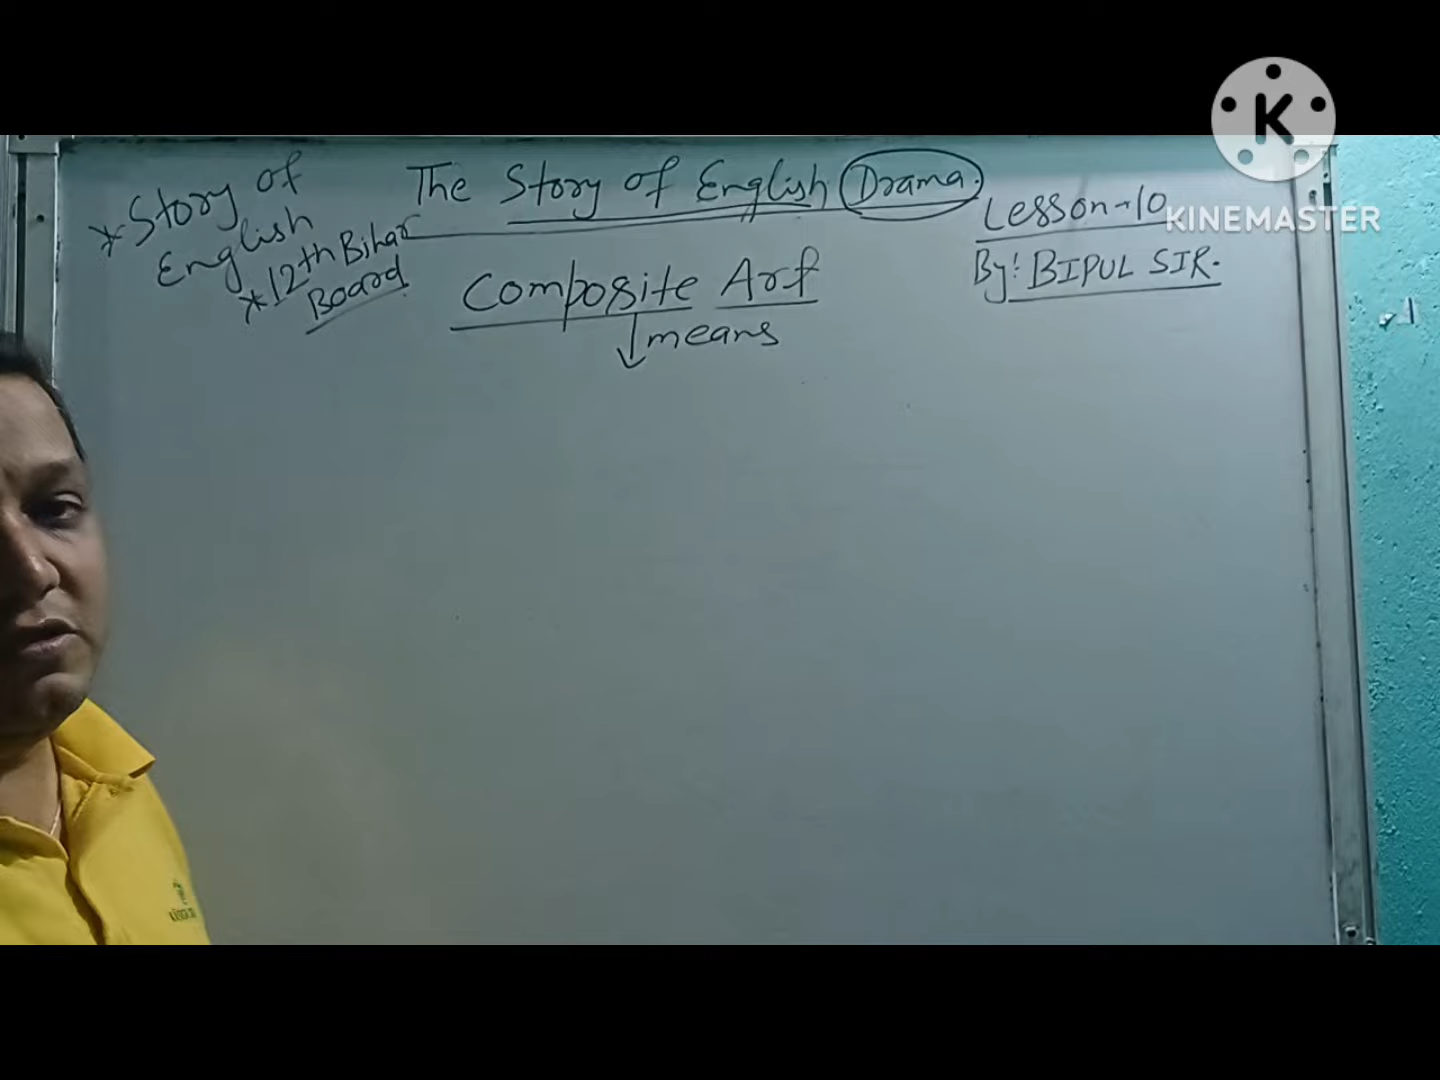 *Story of
English
*12th Bihar
Board
The Story of English Drama.
Composite Art
means
Lesson-10
By: BIPUL SIR.
K
KINEMASTER